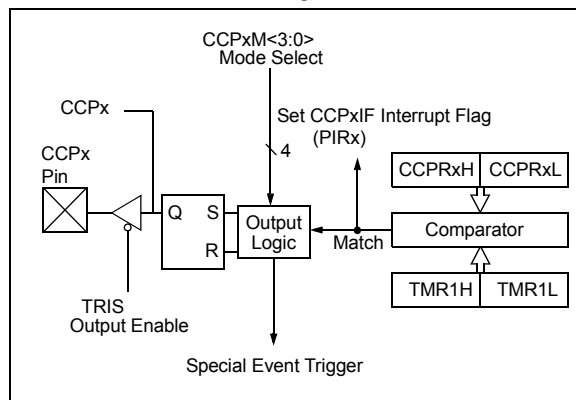 CCPxM<3:0>
Mode Select
CCPx
Set CCPxIF Interrupt Flag
(PIRx)
4
CCPx
Pin
CCPRxH CCPRxL
Q S
R
Output
Logic
Match
Comparator
TRIS
Output Enable
TMR1H TMR1L
Special Event Trigger